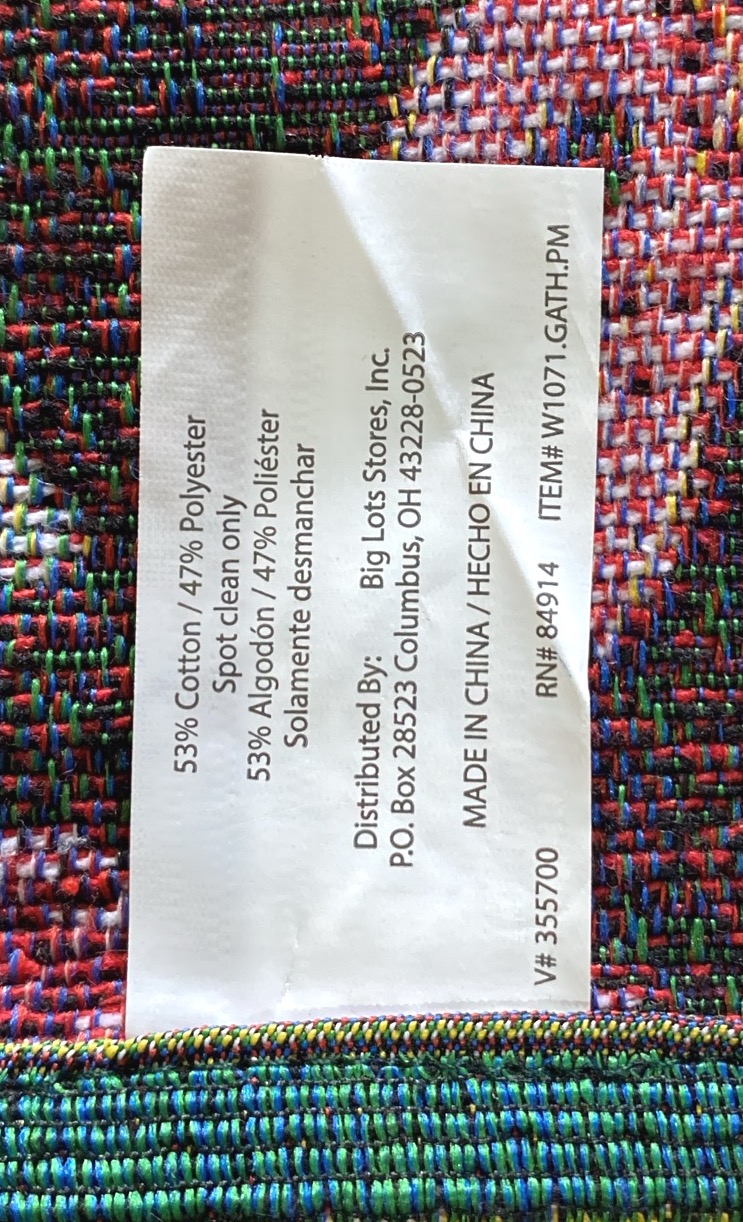 53% Cotton / 47% Polyester
Spot clean only
53% Algodón / 47% Poliéster
Solamente desmanchar
Distributed By: Big Lots Stores, Inc.
P.O. Box 28523 Columbus, OH 43228-0523
MADE IN CHINA / HECHO EN CHINA
V# 355700 RN# 84914 ITEM# W1071.GATH.PM